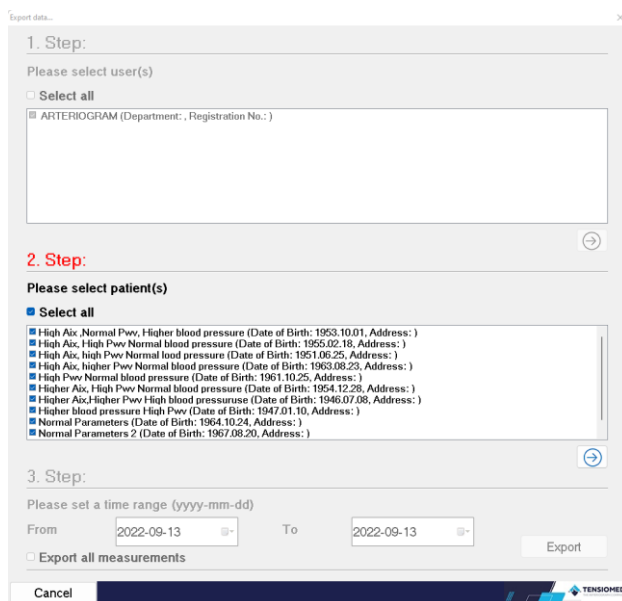 Export data...
1. Step:
Please select user(s)
Select all
ARTERIOGRAM (Department: , Registration No.: )
2. Step:
Please select patient(s)
Select all
High Aix ,Normal Pwv, Higher blood pressure (Date of Birth: 1953.10.01, Address: )
High Aix, High Pwv Normal blood pressure (Date of Birth: 1955.02.18, Address: )
High Aix, high Pwv Normal lood pressure (Date of Birth: 1951.06.25, Address: )
High Aix, higher Pwv Normal blood pressure (Date of Birth: 1963.08.23, Address: )
High Pwv Normal blood pressure (Date of Birth: 1961.10.25, Address: )
Higher Aix, High Pwv Normal blood pressure (Date of Birth: 1954.12.28, Address: )
Higher Aix,Higher Pwv High blood pressuruse (Date of Birth: 1946.07.08, Address: )
Higher blood pressure High Pwv (Date of Birth: 1947.01.10, Address: )
Normal Parameters (Date of Birth: 1964.10.24, Address: )
Normal Parameters 2 (Date of Birth: 1967.08.20, Address: )
3. Step:
Please set a time range (yyyy-mm-dd)
From 2022-09-13 To 2022-09-13
Export all measurements
Export
Cancel
TENSIOMED